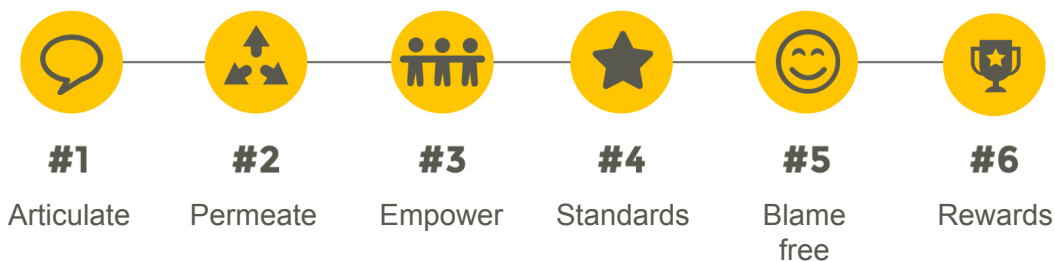 #1
Articulate
#2
Permeate
#3
Empower
#4
Standards
#5
Blame
free
#6
Rewards